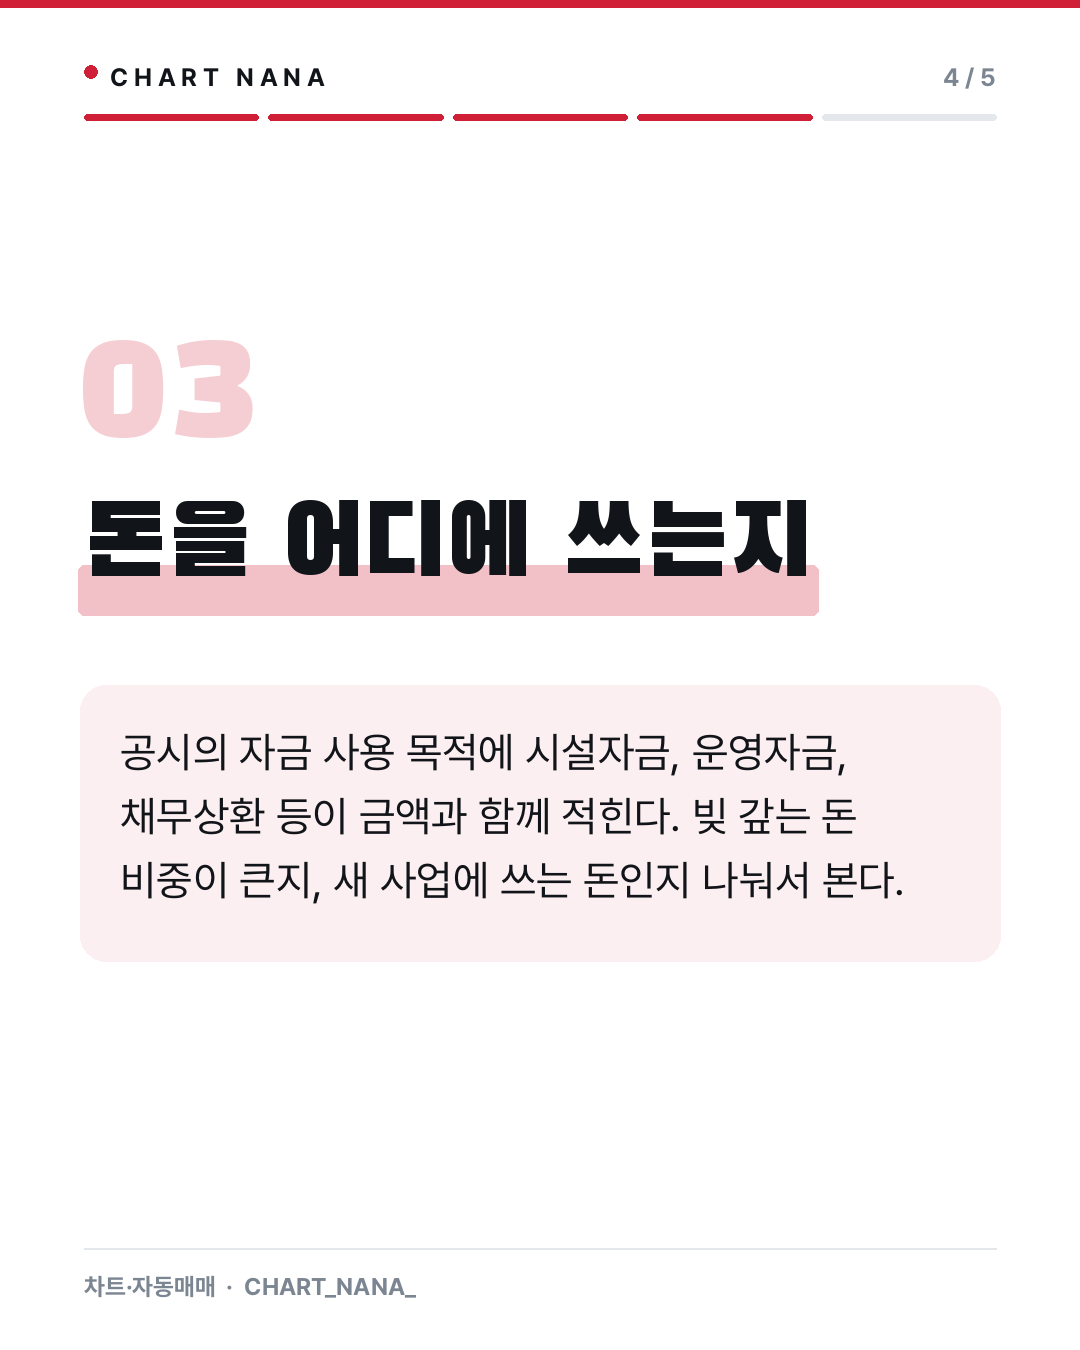 CHART NANA
4 / 5
03
돈을 어디에 쓰는지
공시의 자금 사용 목적에 시설자금, 운영자금,
채무상환 등이 금액과 함께 적힌다. 빚 갚는 돈
비중이 큰지, 새 사업에 쓰는 돈인지 나눠서 본다.
차트·자동매매 · CHART_NANA_